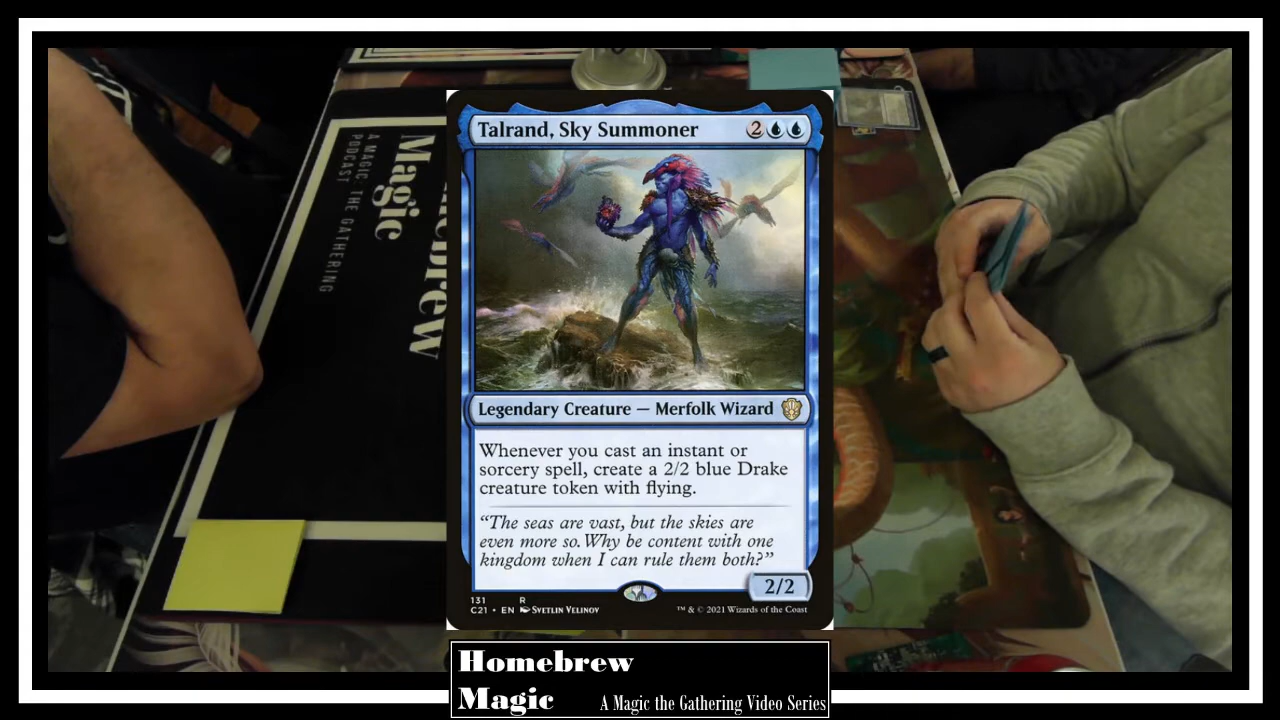 Talrand, Sky Summoner 2
Legendary Creature — Merfolk Wizard
Whenever you cast an instant or
sorcery spell, create a 2/2 blue Drake
creature token with flying.
“The seas are vast, but the skies are
even more so. Why be content with one
kingdom when I can rule them both?”
2/2
131 R
C21 • EN Svetlin Velinov
™ & © 2021 Wizards of the Coast
Magic
A MAGIC: THE GATHERING
PODCAST
Homebrew
Magic
A Magic the Gathering Video Series